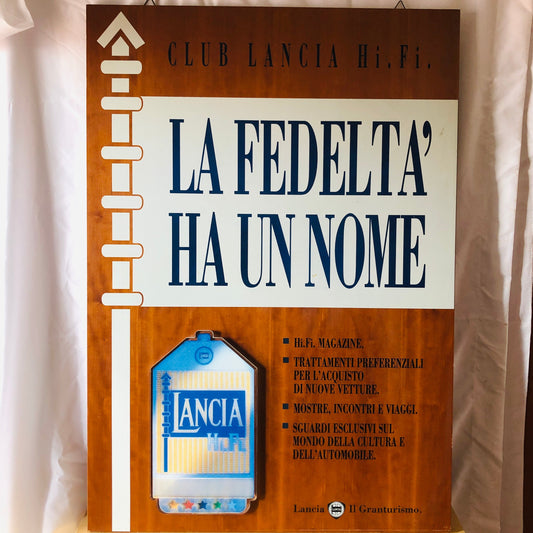 CLUB LANCIA Hi.Fi.
LA FEDELTA'
HA UN NOME
Hi.Fi. MAGAZINE.
TRATTAMENTI PREFERENZIALI
PER L'ACQUISTO
DI NUOVE VETTURE.
MOSTRE, INCONTRI E VIAGGI.
SGUARDI ESCLUSIVI SUL
MONDO DELLA CULTURA E
DELL'AUTOMOBILE.
LANCIA
Hi.Fi.
Lancia Il Granturismo.